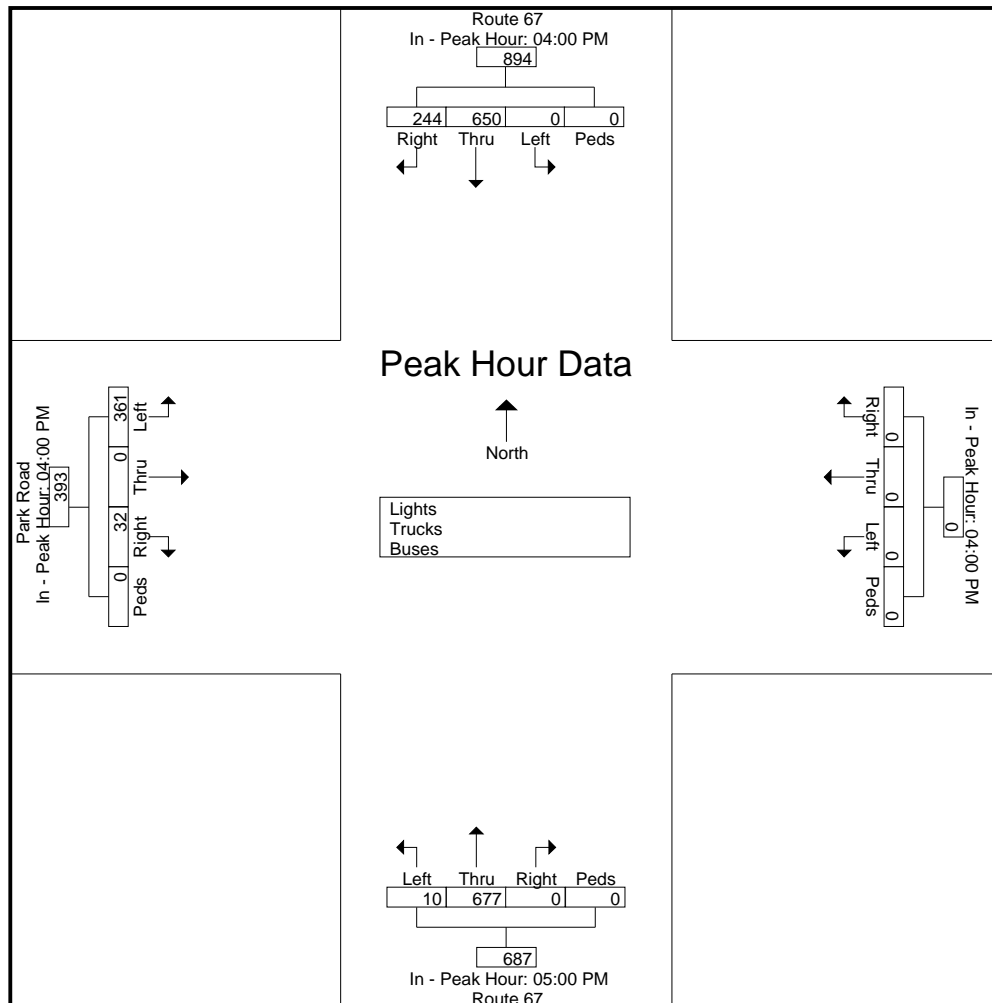 Route 67
In - Peak Hour: 04:00 PM
894
244 650 0 0
Right Thru Left Peds
Peak Hour Data
North
Lights
Trucks
Buses
Park Road
In - Peak Hour: 04:00 PM
393
361 0 32 0
Left Thru Right Peds
Right Thru Left Peds
0 0 0 0
0
In - Peak Hour: 04:00 PM
Left Thru Right Peds
10 677 0 0
687
In - Peak Hour: 05:00 PM
Route 67